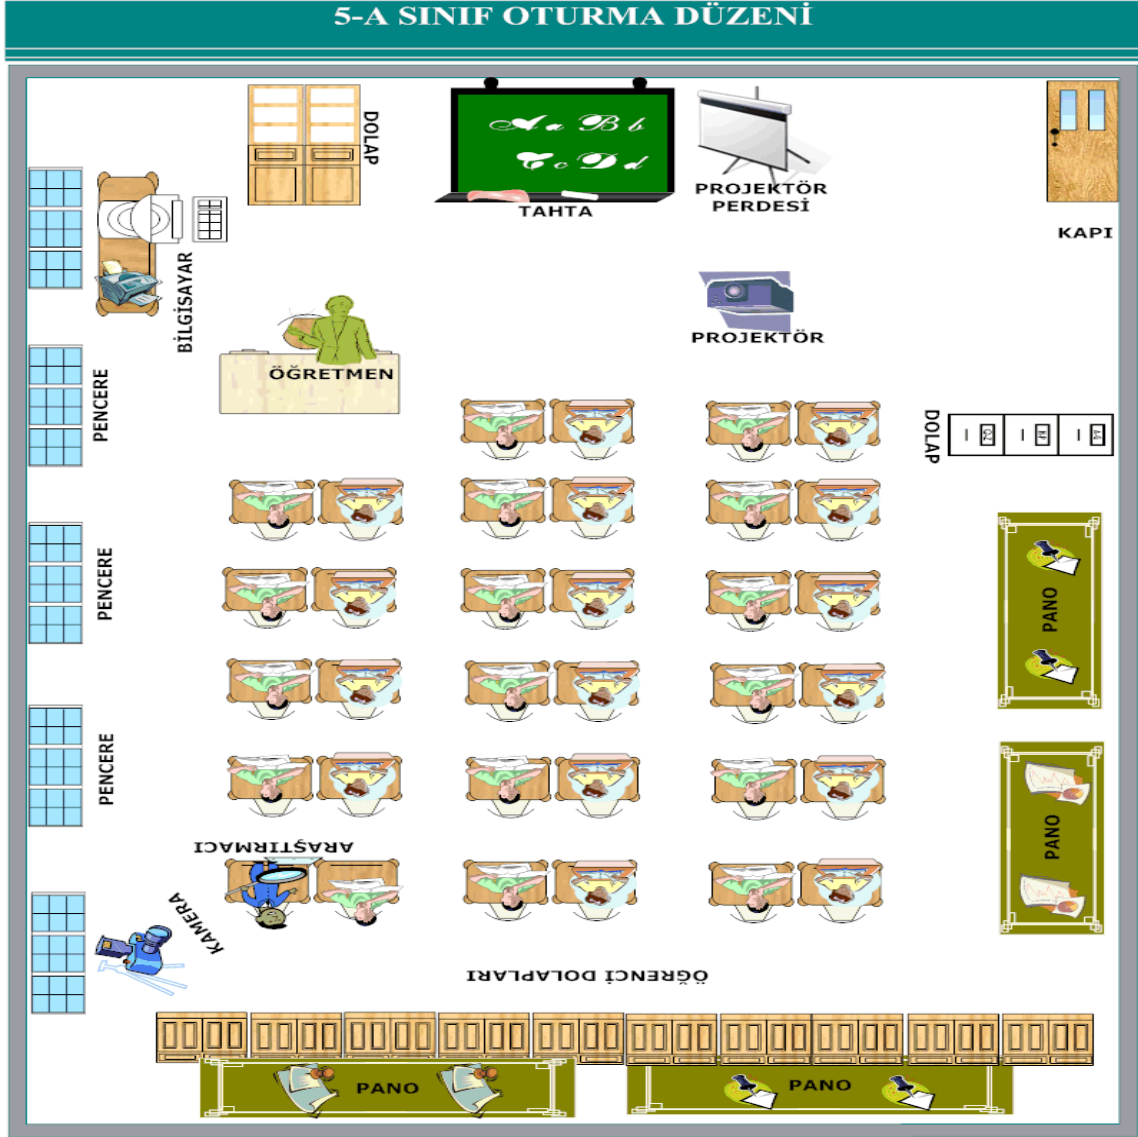 5-A SINIF OTURMA DÜZENİ
DOLAP
Aa Bb
Cc Dd
TAHTA
PROJEKTÖR
PERDESİ
KAPI
BİLGİSAYAR
PROJEKTÖR
ÖĞRETMEN
PENCERE
DOLAP
PENCERE
PANO
PENCERE
PANO
ARAŞTIRMACI
KAMERA
ÖĞRENCİ DOLAPLARI
PANO
PANO